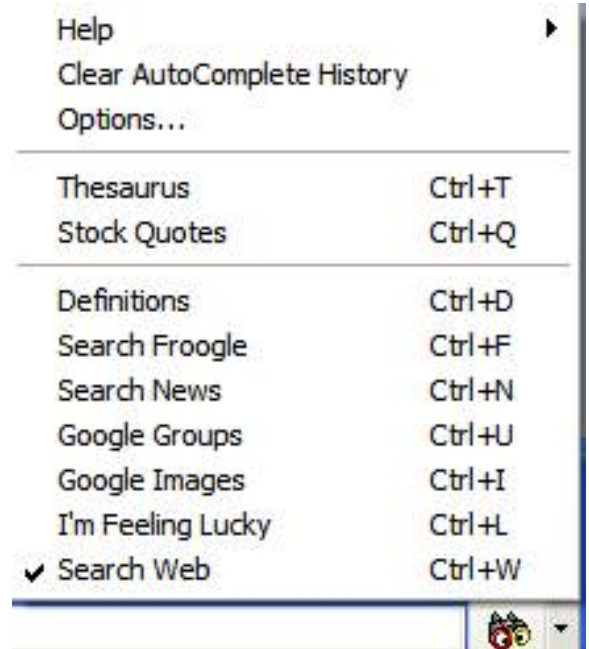 Help
Clear AutoComplete History
Options...
Thesaurus Ctrl+T
Stock Quotes Ctrl+Q
Definitions Ctrl+D
Search Froogle Ctrl+F
Search News Ctrl+N
Google Groups Ctrl+U
Google Images Ctrl+I
I'm Feeling Lucky Ctrl+L
Search Web Ctrl+W